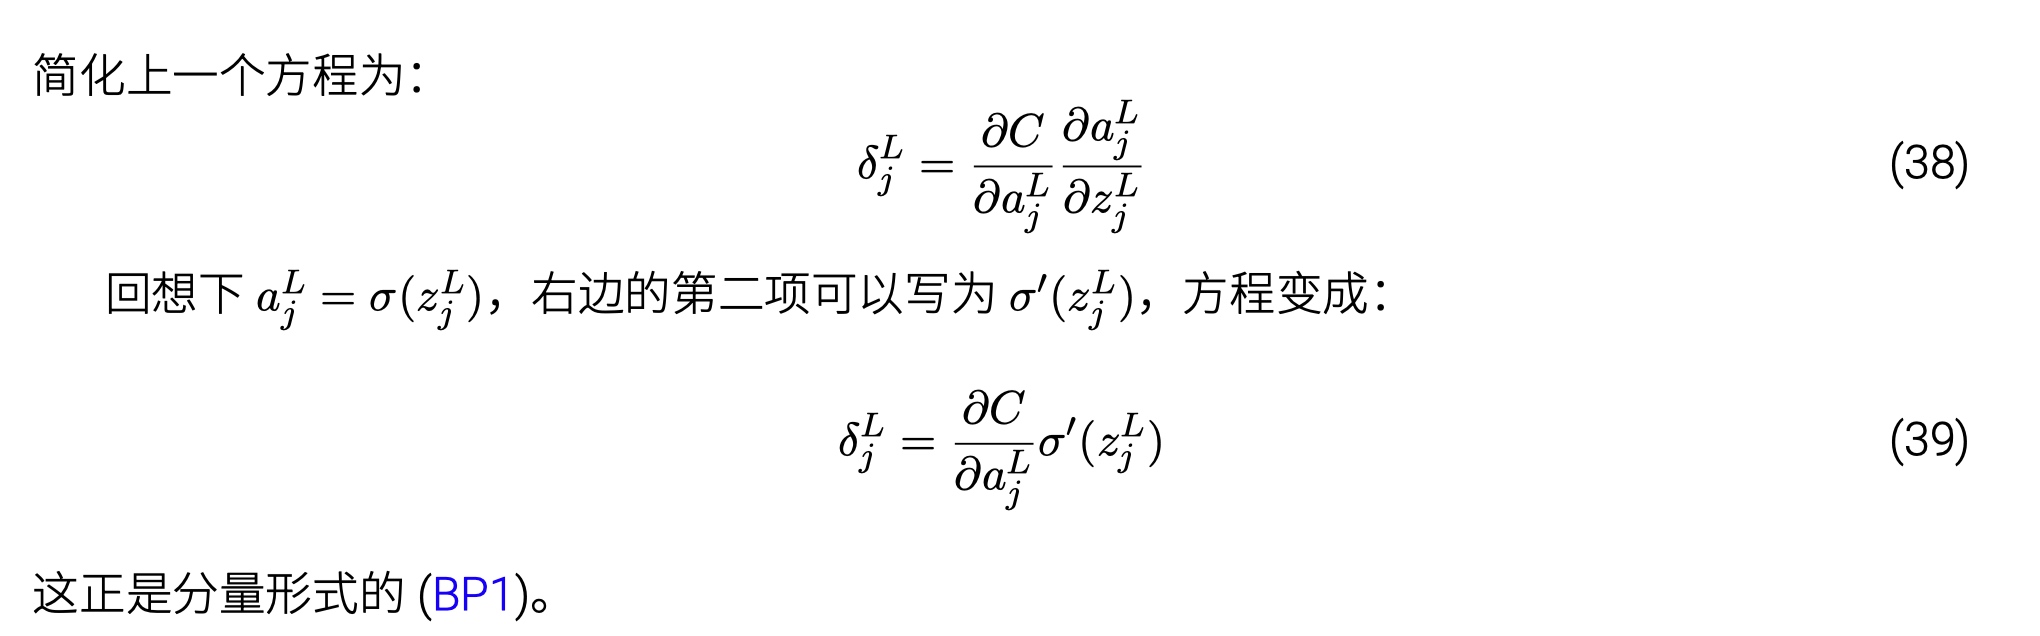 简化上一个方程为：
$$\delta_j^L = \frac{\partial C}{\partial a_j^L} \frac{\partial a_j^L}{\partial z_j^L}$$ (38)
回想下 $a_j^L = \sigma(z_j^L)$，右边的第二项可以写为 $\sigma'(z_j^L)$，方程变成：
$$\delta_j^L = \frac{\partial C}{\partial a_j^L} \sigma'(z_j^L)$$ (39)
这正是分量形式的 (BP1)。